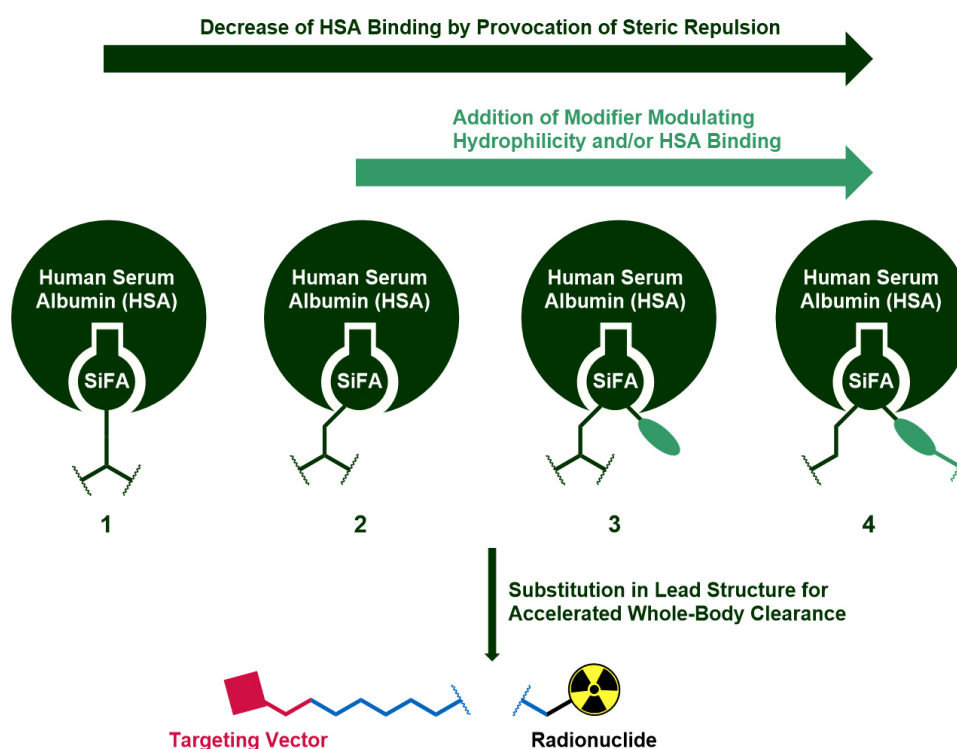 Decrease of HSA Binding by Provocation of Steric Repulsion
Addition of Modifier Modulating
Hydrophilicity and/or HSA Binding
Human Serum
Albumin (HSA)
SiFA
1
Human Serum
Albumin (HSA)
SiFA
2
Human Serum
Albumin (HSA)
SiFA
3
Human Serum
Albumin (HSA)
SiFA
4
Substitution in Lead Structure for
Accelerated Whole-Body Clearance
Targeting Vector
Radionuclide